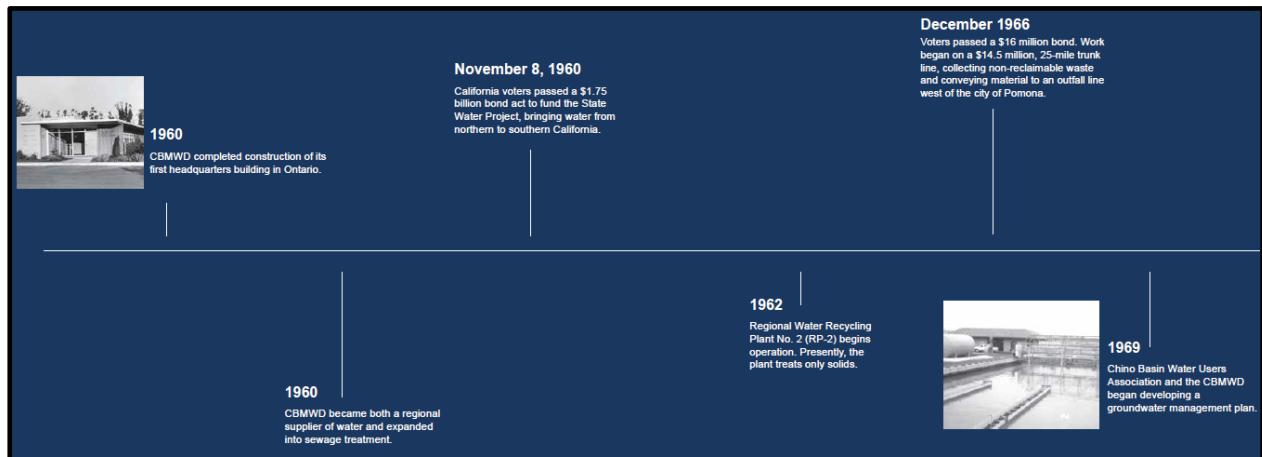 1960
CBMWD completed construction of its
first headquarters building in Ontario.
1960
CBMWD became both a regional
supplier of water and expanded
into sewage treatment.
November 8, 1960
California voters passed a $1.75
billion bond act to fund the State
Water Project, bringing water from
northern to southern California.
1962
Regional Water Recycling
Plant No. 2 (RP-2) begins
operation. Presently, the
plant treats only solids.
December 1966
Voters passed a $16 million bond. Work
began on a $14.5 million, 25-mile trunk
line, collecting non-reclaimable waste
and conveying material to an outfall line
west of the city of Pomona.
1969
Chino Basin Water Users
Association and the CBMWD
began developing a
groundwater management plan.